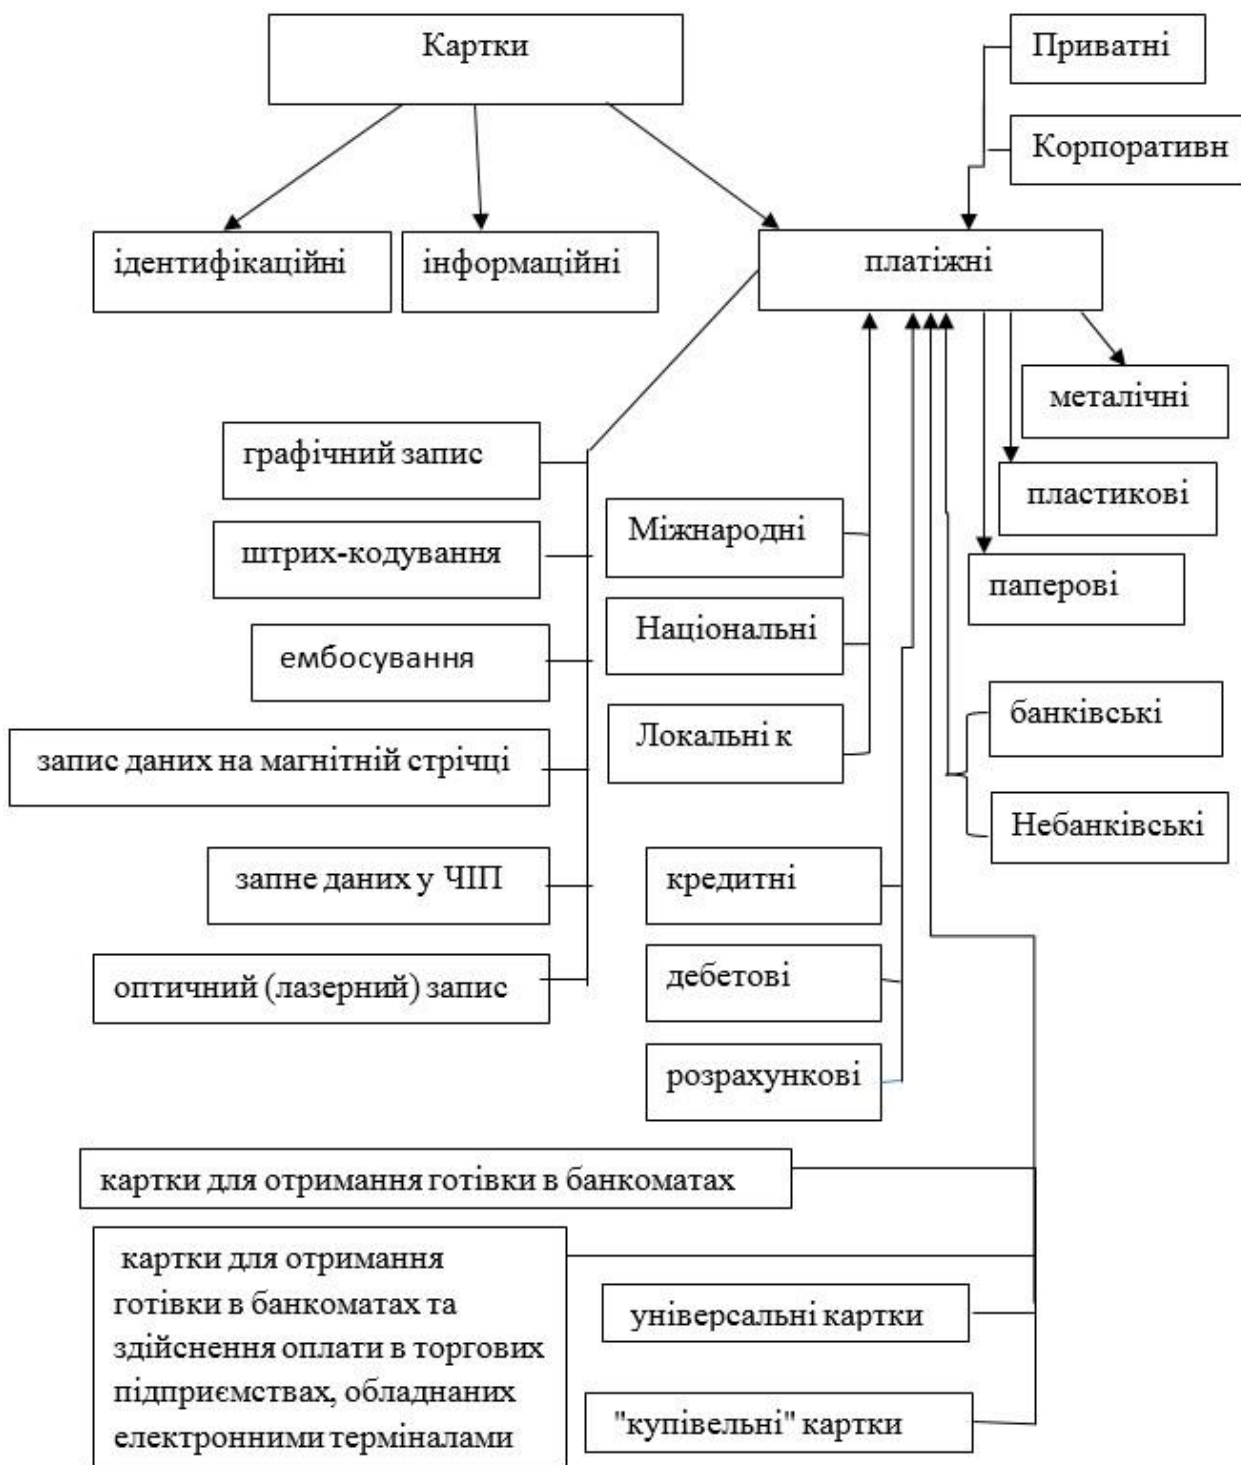 Картки
Приватні
Корпоративн
ідентифікаційні
інформаційні
платіжні
металічні
графічний запис
пластикові
Міжнародні
штрих-кодування
паперові
Національні
ембосування
банківські
Локальні к
запис даних на магнітній стрічці
Небанківські
запне даних у ЧІП
кредитні
оптичний (лазерний) запис
дебетові
розрахункові
картки для отримання готівки в банкоматах
картки для отримання
готівки в банкоматах та
здійснення оплати в торгових
підприємствах, обладнаних
електронними терміналами
універсальні картки
"купівельні" картки